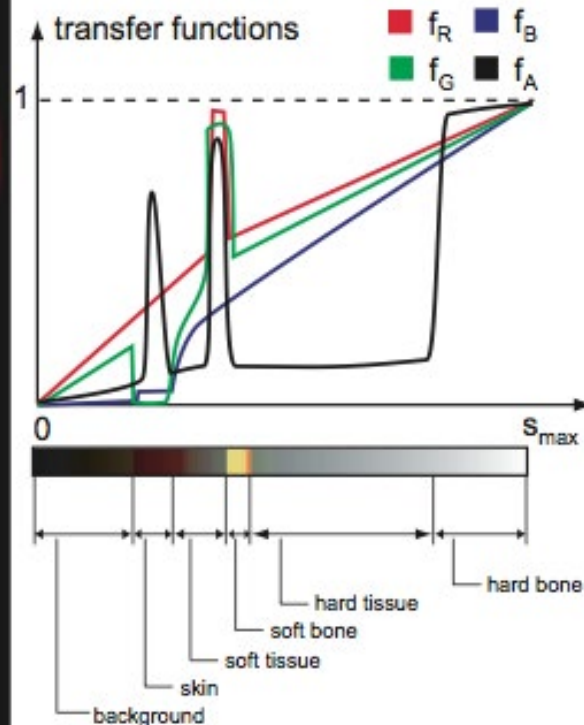 transfer functions
f_R f_B
f_G f_A
1
0 s_max
hard bone
hard tissue
soft bone
soft tissue
skin
background